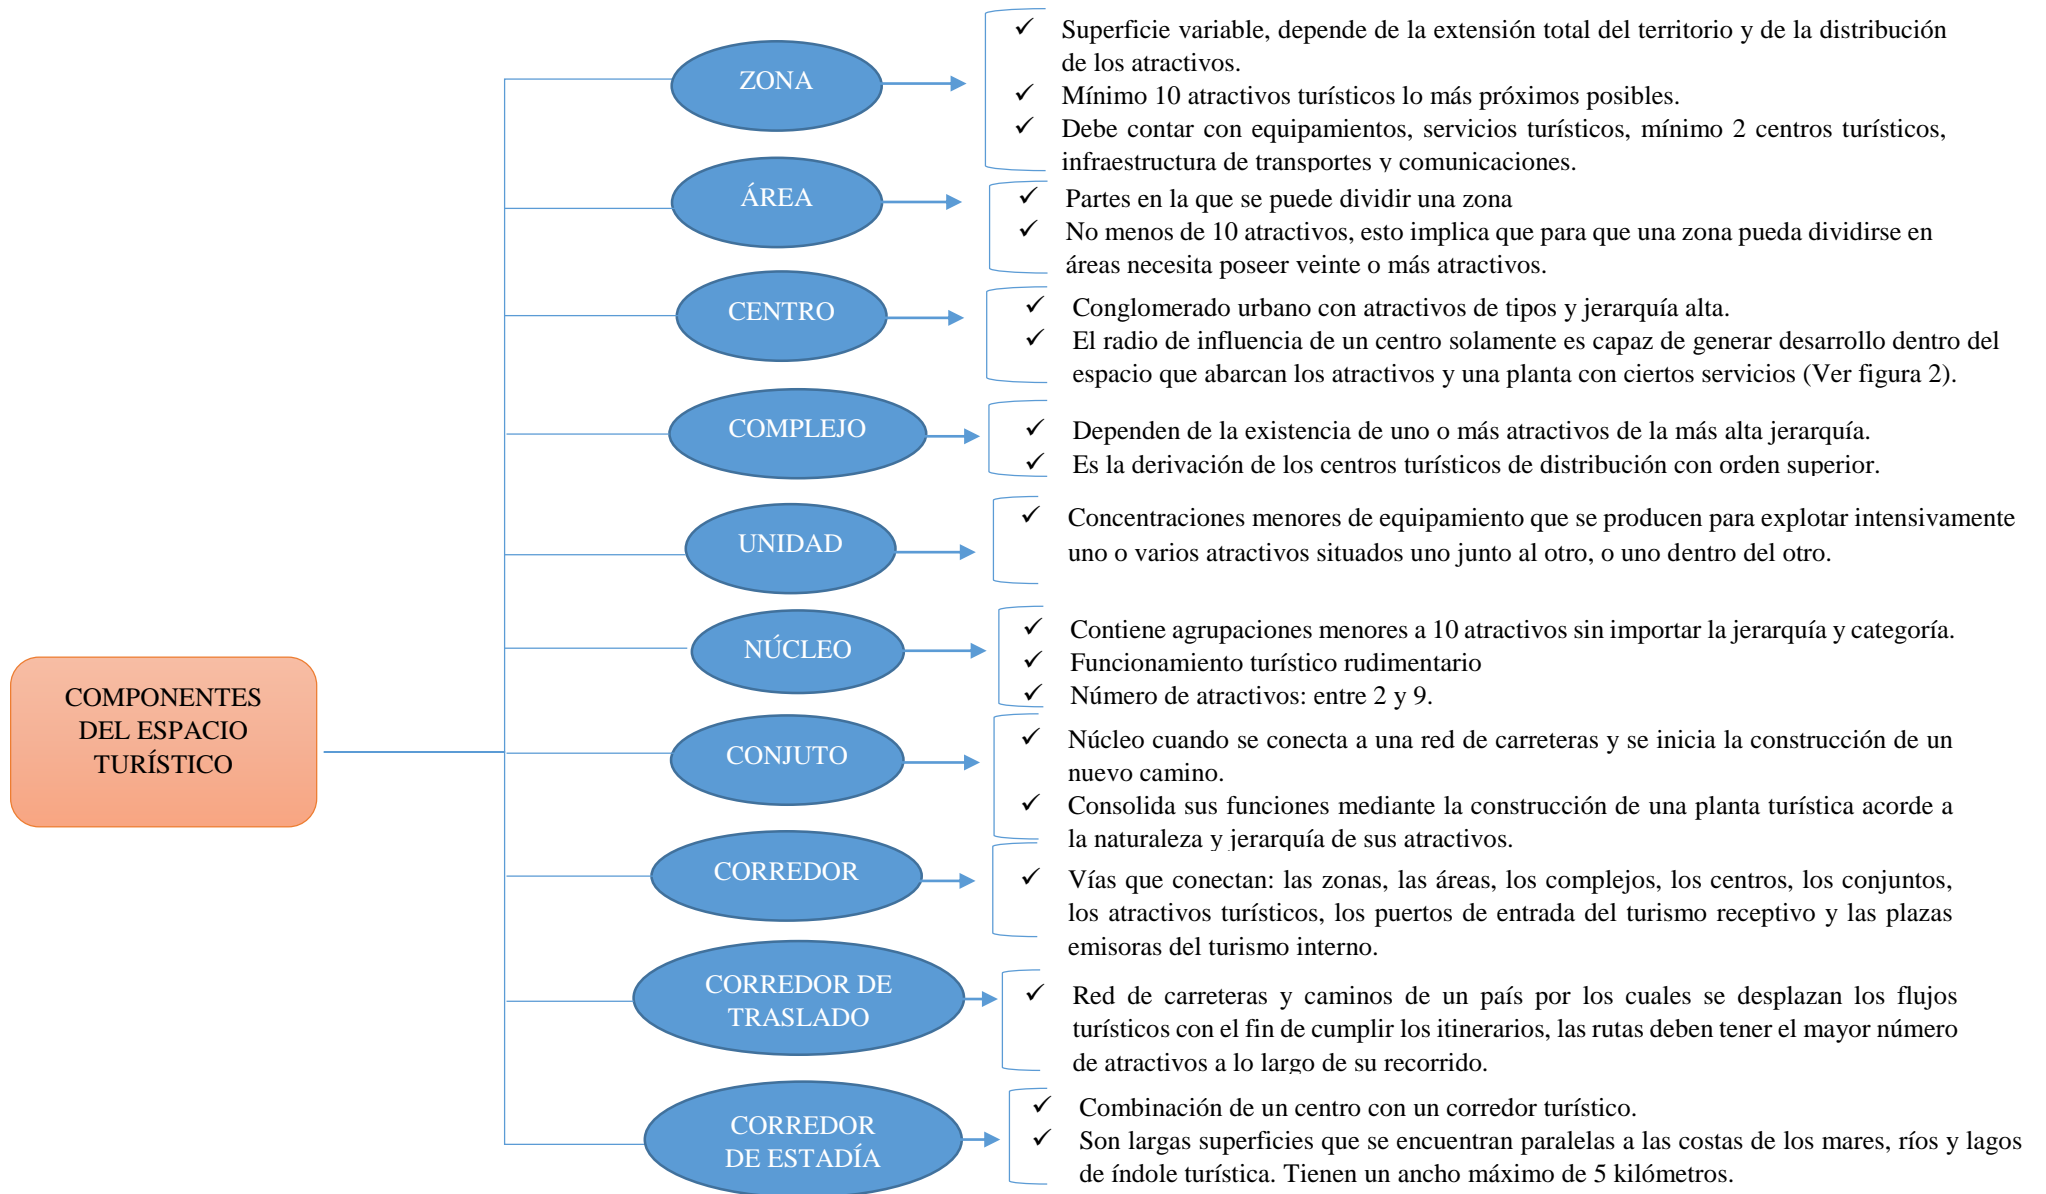 COMPONENTES
DEL ESPACIO
TURÍSTICO
ZONA
✓ Superficie variable, depende de la extensión total del territorio y de la distribución
de los atractivos.
✓ Mínimo 10 atractivos turísticos lo más próximos posibles.
✓ Debe contar con equipamientos, servicios turísticos, mínimo 2 centros turísticos,
infraestructura de transportes y comunicaciones.
ÁREA
✓ Partes en la que se puede dividir una zona
✓ No menos de 10 atractivos, esto implica que para que una zona pueda dividirse en
áreas necesita poseer veinte o más atractivos.
CENTRO
✓ Conglomerado urbano con atractivos de tipos y jerarquía alta.
✓ El radio de influencia de un centro solamente es capaz de generar desarrollo dentro del
espacio que abarcan los atractivos y una planta con ciertos servicios (Ver figura 2).
COMPLEJO
✓ Dependen de la existencia de uno o más atractivos de la más alta jerarquía.
✓ Es la derivación de los centros turísticos de distribución con orden superior.
UNIDAD
✓ Concentraciones menores de equipamiento que se producen para explotar intensivamente
uno o varios atractivos situados uno junto al otro, o uno dentro del otro.
NÚCLEO
✓ Contiene agrupaciones menores a 10 atractivos sin importar la jerarquía y categoría.
✓ Funcionamiento turístico rudimentario
✓ Número de atractivos: entre 2 y 9.
CONJUTO
✓ Núcleo cuando se conecta a una red de carreteras y se inicia la construcción de un
nuevo camino.
✓ Consolida sus funciones mediante la construcción de una planta turística acorde a
la naturaleza y jerarquía de sus atractivos.
CORREDOR
✓ Vías que conectan: las zonas, las áreas, los complejos, los centros, los conjuntos,
los atractivos turísticos, los puertos de entrada del turismo receptivo y las plazas
emisoras del turismo interno.
CORREDOR DE
TRASLADO
✓ Red de carreteras y caminos de un país por los cuales se desplazan los flujos
turísticos con el fin de cumplir los itinerarios, las rutas deben tener el mayor número
de atractivos a lo largo de su recorrido.
CORREDOR
DE ESTADÍA
✓ Combinación de un centro con un corredor turístico.
✓ Son largas superficies que se encuentran paralelas a las costas de los mares, ríos y lagos
de índole turística. Tienen un ancho máximo de 5 kilómetros.